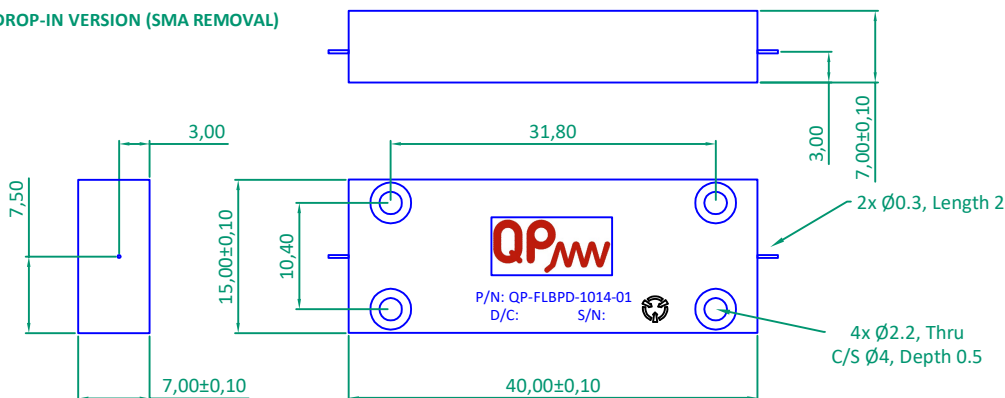 DROP-IN VERSION (SMA REMOVAL)
3,00
7,00±0,10
3,00
31,80
7,50
15,00±0,10
10,40
2x Ø0.3, Length 2
QPMW
P/N: QP-FLBPD-1014-01
D/C: S/N:
4x Ø2.2, Thru
C/S Ø4, Depth 0.5
7,00±0,10
40,00±0,10